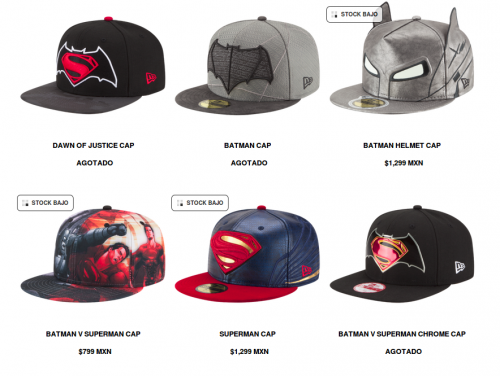 STOCK BAJO
DAWN OF JUSTICE CAP
AGOTADO
BATMAN CAP
AGOTADO
BATMAN HELMET CAP
$1,299 MXN
STOCK BAJO
STOCK BAJO
BATMAN V SUPERMAN CAP
$799 MXN
SUPERMAN CAP
$1,299 MXN
BATMAN V SUPERMAN CHROME CAP
AGOTADO